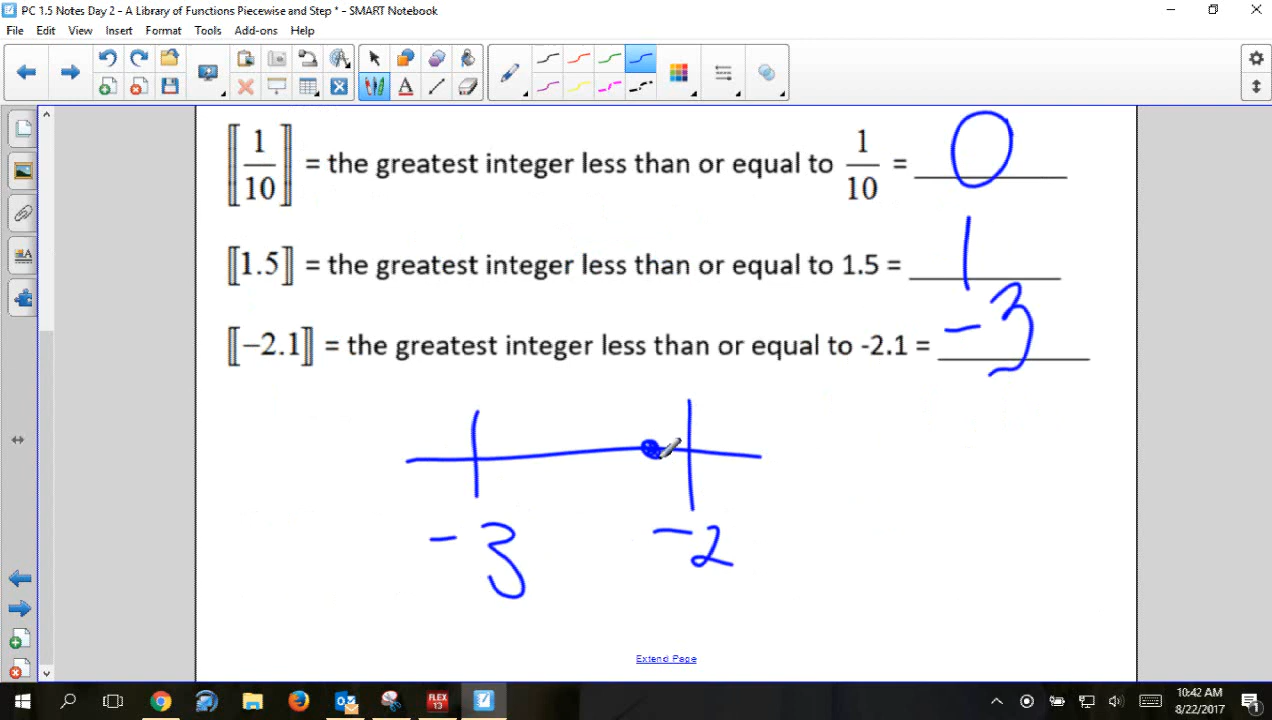 PC 1.5 Notes Day 2 - A Library of Functions Piecewise and Step * - SMART Notebook
File Edit View Insert Format Tools Add-ons Help
⟦1/10⟧ = the greatest integer less than or equal to 1/10 = 0
⟦1.5⟧ = the greatest integer less than or equal to 1.5 = 1
⟦−2.1⟧ = the greatest integer less than or equal to -2.1 = -3
-3 -2
Extend Page
FLEX 13
10:42 AM
8/22/2017
1